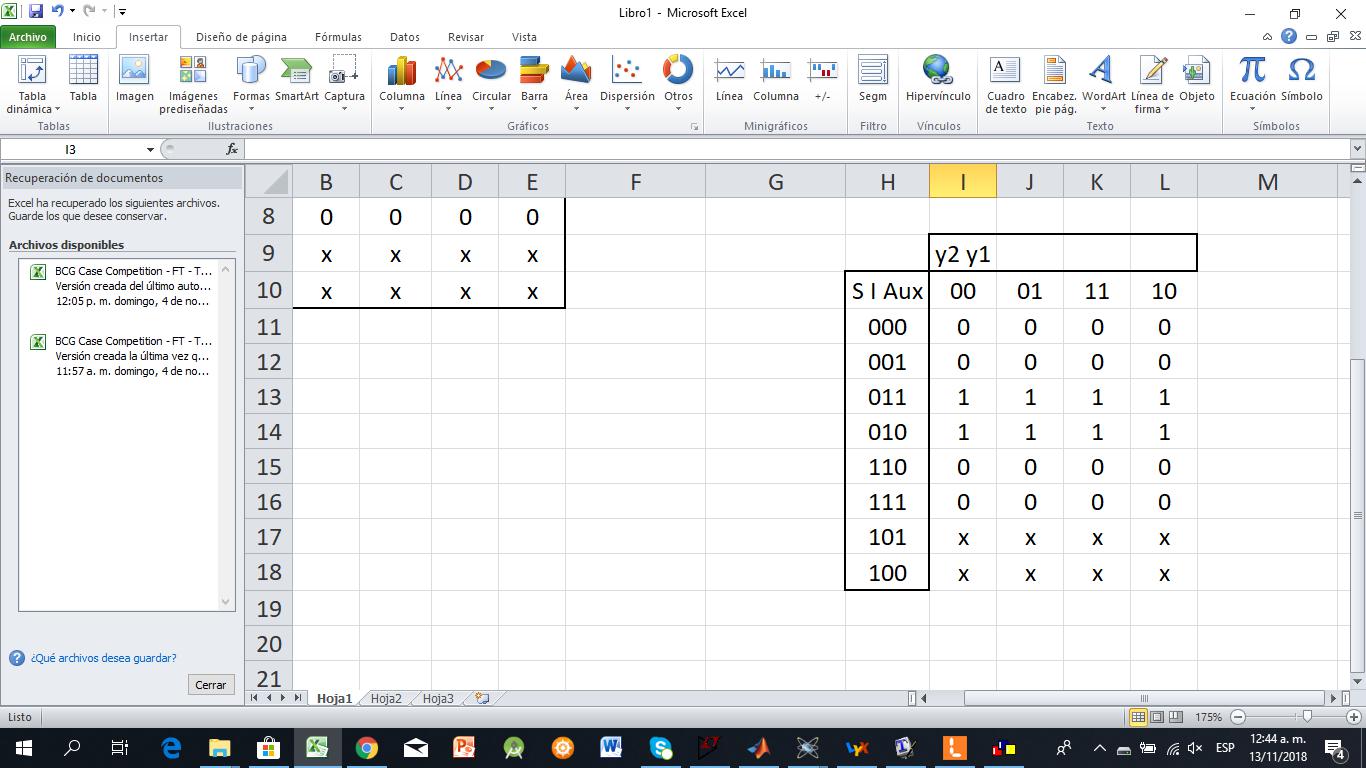 Libro1 - Microsoft Excel
Archivo Inicio Insertar Diseño de página Fórmulas Datos Revisar Vista
Tabla dinámica Tabla Imagen Imágenes prediseñadas Formas SmartArt Captura Columna Línea Circular Barra Área Dispersión Otros Línea Columna +/- Segm Hipervínculo Cuadro de texto Encabez. pie pág. WordArt Línea de firma Objeto Ecuación Símbolo
Tablas Ilustraciones Gráficos Minigráficos Filtro Vínculos Texto Símbolos
I3 fx
Recuperación de documentos
Excel ha recuperado los siguientes archivos.
Guarde los que desee conservar.
Archivos disponibles
BCG Case Competition - FT - T...
Versión creada del último auto...
12:05 p. m. domingo, 4 de no...
BCG Case Competition - FT - T...
Versión creada la última vez q...
11:57 a. m. domingo, 4 de no...
¿Qué archivos desea guardar?
Cerrar
B C D E F G H I J K L M
8 0 0 0 0
9 x x x x y2 y1
10 x x x x S I Aux 00 01 11 10
11 000 0 0 0 0
12 001 0 0 0 0
13 011 1 1 1 1
14 010 1 1 1 1
15 110 0 0 0 0
16 111 0 0 0 0
17 101 x x x x
18 100 x x x x
19
20
21
Hoja1 Hoja2 Hoja3
Listo 175%
ESP 12:44 a. m.
13/11/2018 4